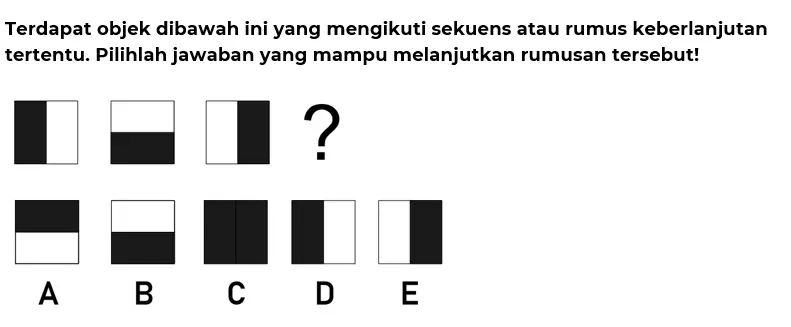 Terdapat objek dibawah ini yang mengikuti sekuens atau rumus keberlanjutan
tertentu. Pilihlah jawaban yang mampu melanjutkan rumusan tersebut!
?
A B C D E